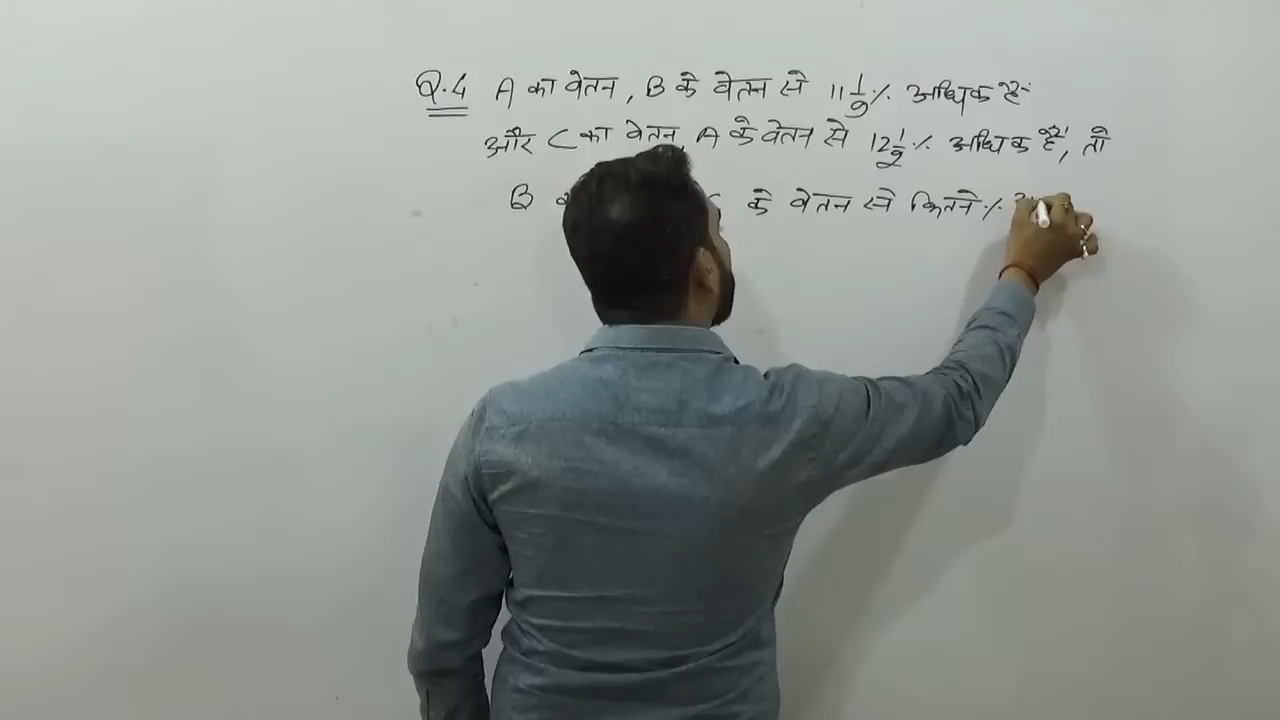 Q.4 A का वेतन, B के वेतन से 11 1/9 % अधिक है
और C का वेतन, A के वेतन से 12 1/2 % अधिक है, तो
B के वेतन से कितने %